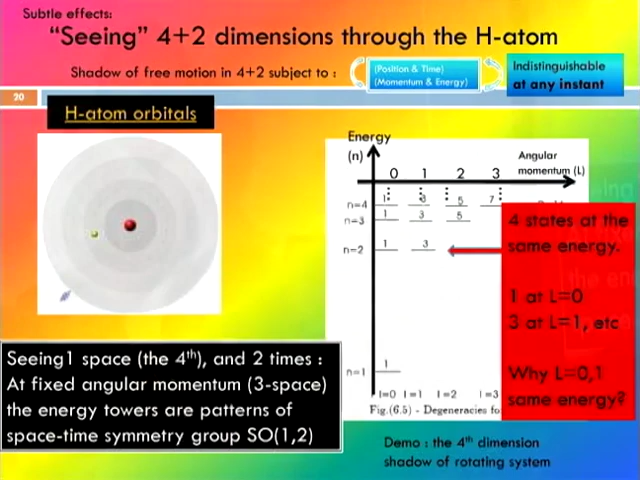 Subtle effects:
“Seeing” 4+2 dimensions through the H-atom
Shadow of free motion in 4+2 subject to :
(Position & Time)
(Momentum & Energy)
Indistinguishable
at any instant
20
H-atom orbitals
Energy
(n)
Angular
momentum (L)
0 1 2 3
n=4 1 3 5 7
n=3 1 3 5
n=2 1 3
n=1 1
l=0 l=1 l=2 l=3
Fig.(6.5) - Degeneracies fo
4 states at the
same energy.
1 at L=0
3 at L=1, etc
Why L=0,1
same energy?
Seeing1 space (the 4th), and 2 times :
At fixed angular momentum (3-space)
the energy towers are patterns of
space-time symmetry group SO(1,2)
Demo : the 4th dimension
shadow of rotating system